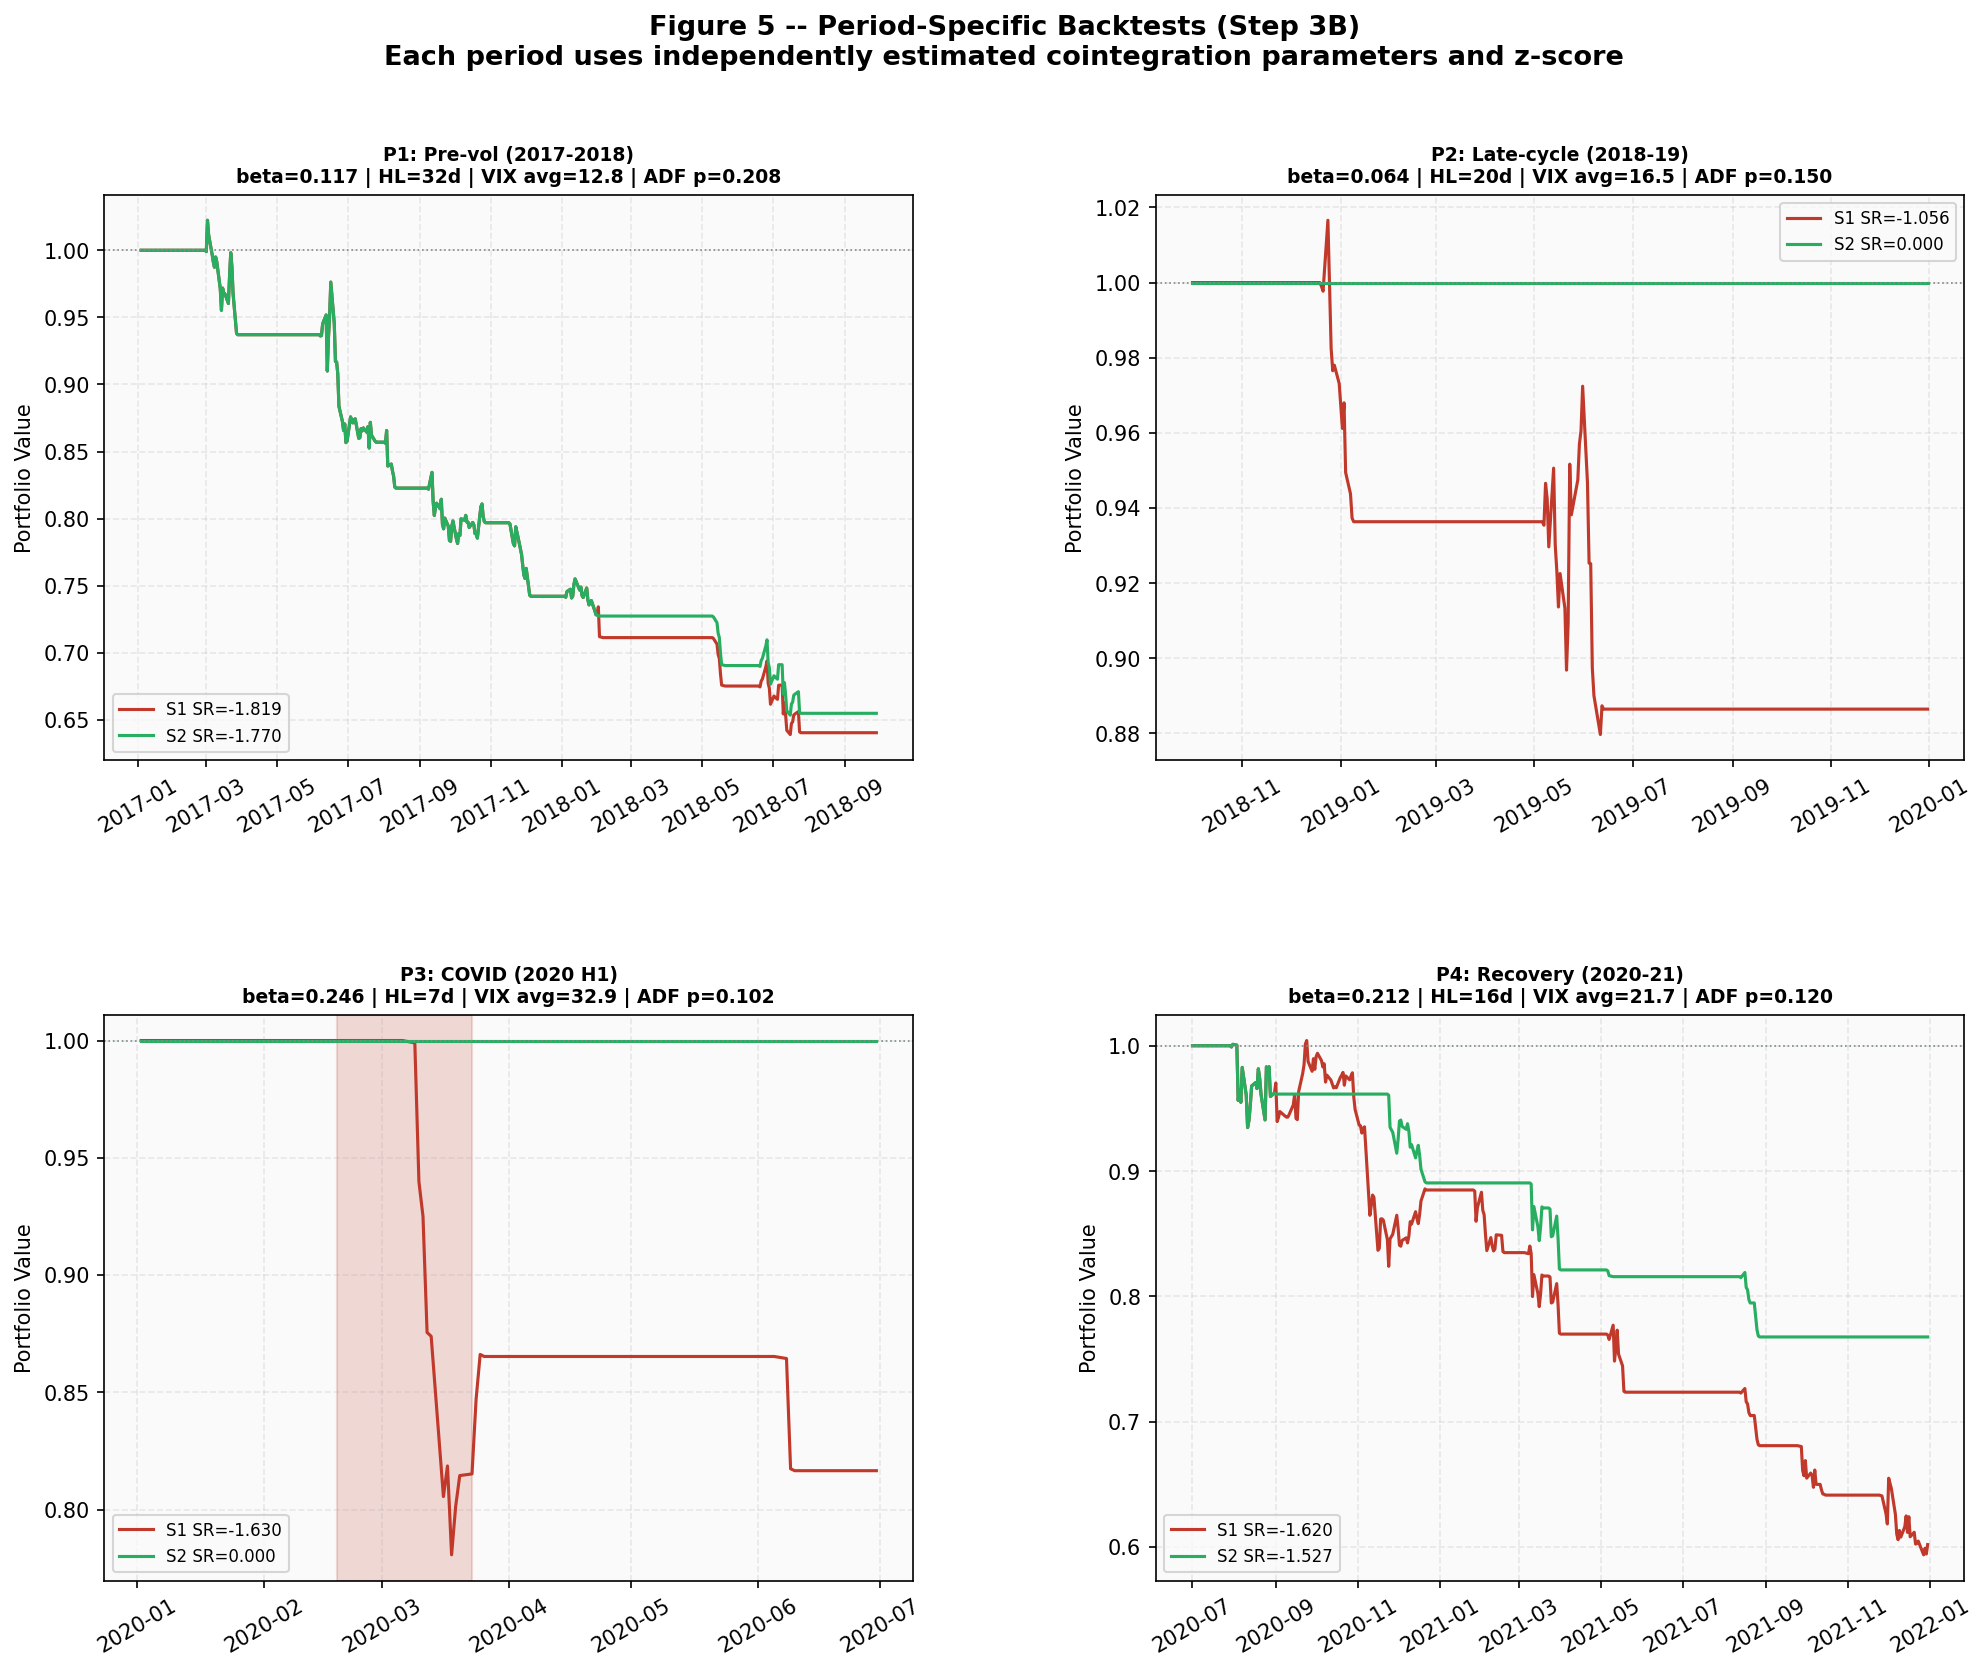 Figure 5 -- Period-Specific Backtests (Step 3B)
Each period uses independently estimated cointegration parameters and z-score
P1: Pre-vol (2017-2018)
beta=0.117 | HL=32d | VIX avg=12.8 | ADF p=0.208
Portfolio Value
1.00
0.95
0.90
0.85
0.80
0.75
0.70
0.65
S1 SR=-1.819
S2 SR=-1.770
2017-01
2017-03
2017-05
2017-07
2017-09
2017-11
2018-01
2018-03
2018-05
2018-07
2018-09
P2: Late-cycle (2018-19)
beta=0.064 | HL=20d | VIX avg=16.5 | ADF p=0.150
Portfolio Value
1.02
1.00
0.98
0.96
0.94
0.92
0.90
0.88
S1 SR=-1.056
S2 SR=0.000
2018-11
2019-01
2019-03
2019-05
2019-07
2019-09
2019-11
2020-01
P3: COVID (2020 H1)
beta=0.246 | HL=7d | VIX avg=32.9 | ADF p=0.102
Portfolio Value
1.00
0.95
0.90
0.85
0.80
S1 SR=-1.630
S2 SR=0.000
2020-01
2020-02
2020-03
2020-04
2020-05
2020-06
2020-07
P4: Recovery (2020-21)
beta=0.212 | HL=16d | VIX avg=21.7 | ADF p=0.120
Portfolio Value
1.0
0.9
0.8
0.7
0.6
S1 SR=-1.620
S2 SR=-1.527
2020-07
2020-09
2020-11
2021-01
2021-03
2021-05
2021-07
2021-09
2021-11
2022-01